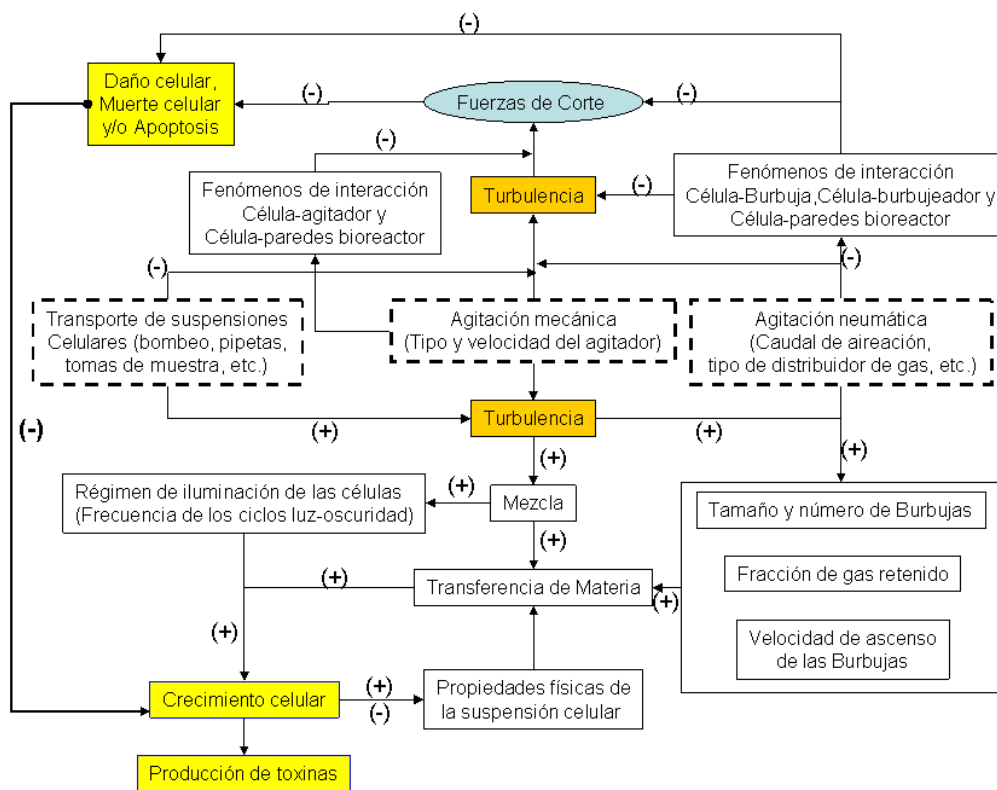 (-)
Daño celular,
Muerte celular
y/o Apoptosis
(-)
Fuerzas de Corte
(-)
(-)
Fenómenos de interacción
Célula-agitador y
Célula-paredes bioreactor
Turbulencia
(-)
Fenómenos de interacción
Célula-Burbuja,Célula-burbujeador y
Célula-paredes bioreactor
(-)
(-)
Transporte de suspensiones
Celulares (bombeo, pipetas,
tomas de muestra, etc.)
Agitación mecánica
(Tipo y velocidad del agitador)
Agitación neumática
(Caudal de aireación,
tipo de distribuidor de gas, etc.)
(-)
(+)
Turbulencia
(+)
(+)
(+)
Régimen de iluminación de las células
(Frecuencia de los ciclos luz-oscuridad)
(+)
Mezcla
(+)
Tamaño y número de Burbujas
Fracción de gas retenido
Velocidad de ascenso
de las Burbujas
(+)
Transferencia de Materia
(+)
(+)
Crecimiento celular
(+)
(-)
Propiedades físicas de
la suspensión celular
Producción de toxinas